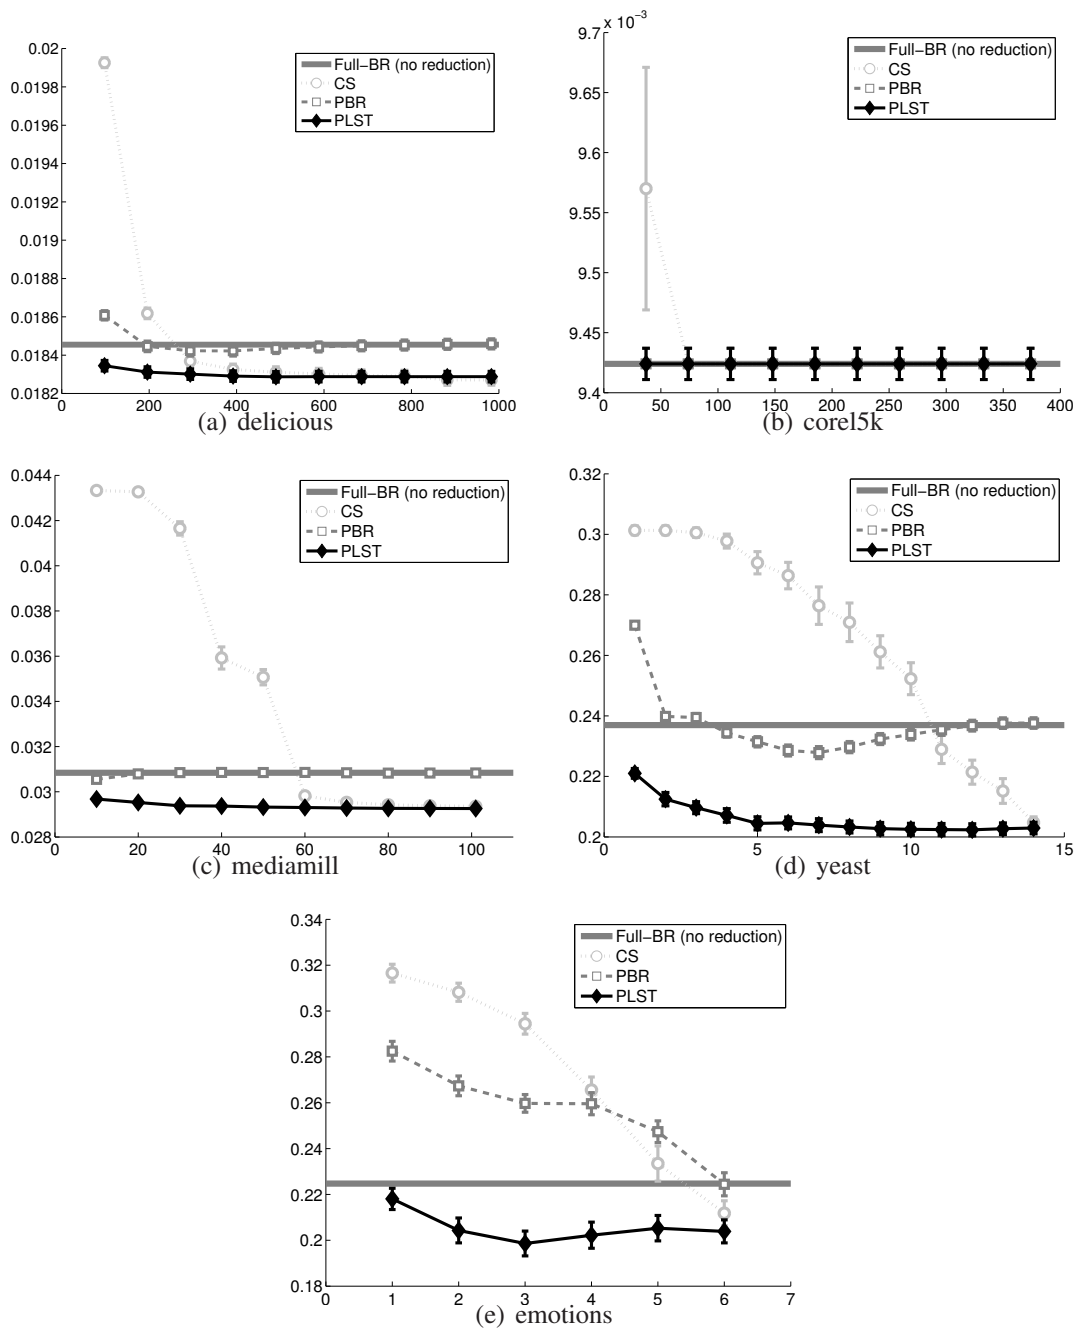 0.02
0.0198
0.0196
0.0194
0.0192
0.019
0.0188
0.0186
0.0184
0.0182
0 200 400 600 800 1000
Full−BR (no reduction)
CS
PBR
PLST
(a) delicious
9.7 x 10⁻³
9.65
9.6
9.55
9.5
9.45
9.4
0 50 100 150 200 250 300 350 400
Full−BR (no reduction)
CS
PBR
PLST
(b) corel5k
0.044
0.042
0.04
0.038
0.036
0.034
0.032
0.03
0.028
0 20 40 60 80 100
Full−BR (no reduction)
CS
PBR
PLST
(c) mediamill
0.32
0.3
0.28
0.26
0.24
0.22
0.2
0 5 10 15
Full−BR (no reduction)
CS
PBR
PLST
(d) yeast
0.34
0.32
0.3
0.28
0.26
0.24
0.22
0.2
0.18
0 1 2 3 4 5 6 7
Full−BR (no reduction)
CS
PBR
PLST
(e) emotions